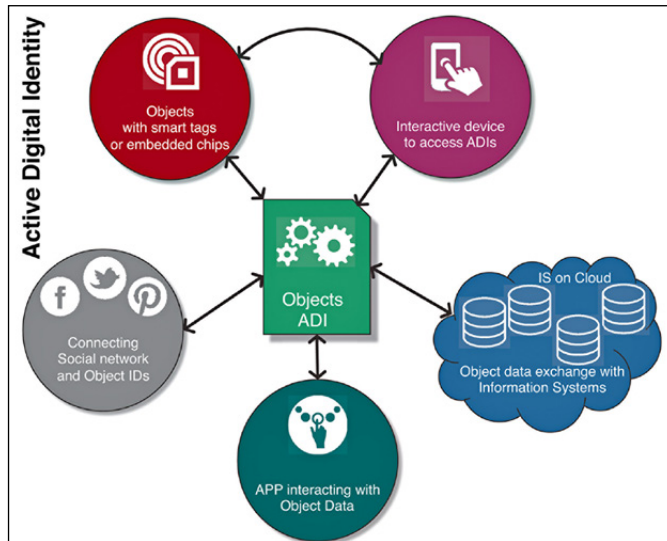 Active Digital Identity
Objects
with smart tags
or embedded chips
Interactive device
to access ADIs
Objects
ADI
IS on Cloud
Object data exchange with
Information Systems
Connecting
Social network
and Object IDs
APP interacting with
Object Data